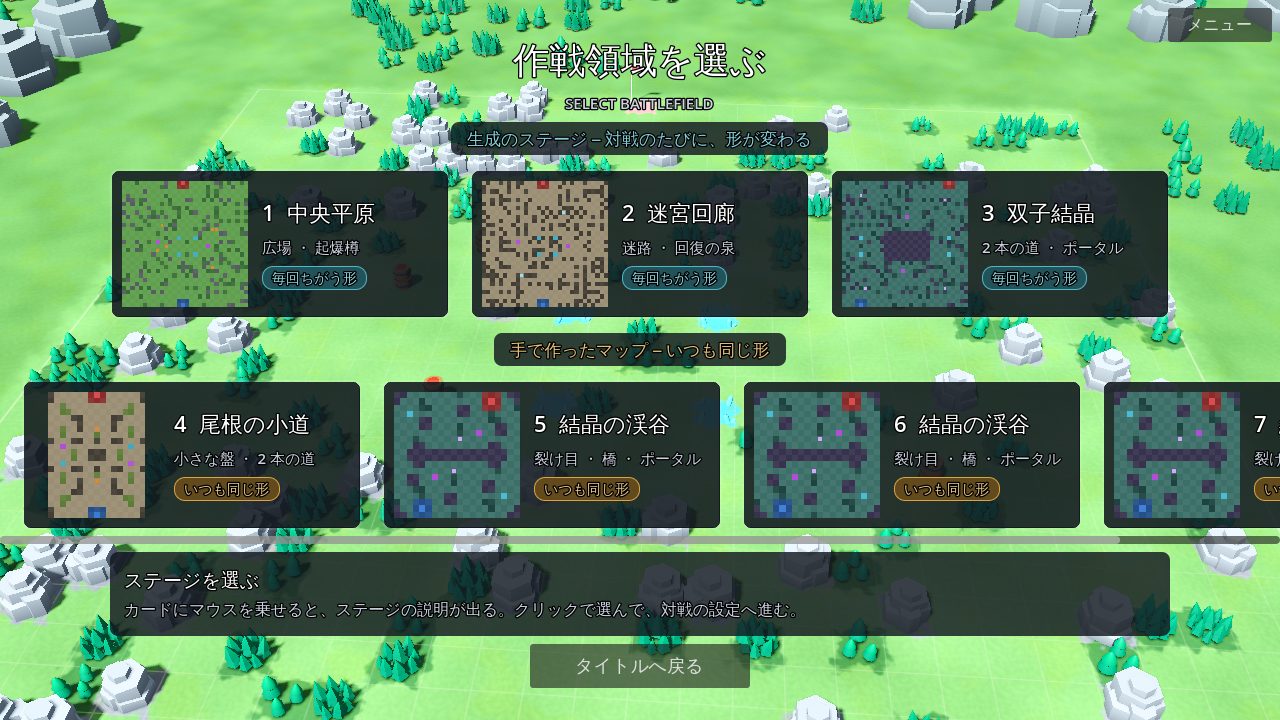 メニュー
作戦領域を選ぶ
SELECT BATTLEFIELD
生成のステージ – 対戦のたびに、形が変わる
1 中央平原
広場 ・ 起爆樽
毎回ちがう形
2 迷宮回廊
迷路 ・ 回復の泉
毎回ちがう形
3 双子結晶
2 本の道 ・ ポータル
毎回ちがう形
手で作ったマップ – いつも同じ形
4 尾根の小道
小さな盤 ・ 2 本の道
いつも同じ形
5 結晶の渓谷
裂け目 ・ 橋 ・ ポータル
いつも同じ形
6 結晶の渓谷
裂け目 ・ 橋 ・ ポータル
いつも同じ形
7
裂け
ステージを選ぶ
カードにマウスを乗せると、ステージの説明が出る。クリックで選んで、対戦の設定へ進む。
タイトルへ戻る